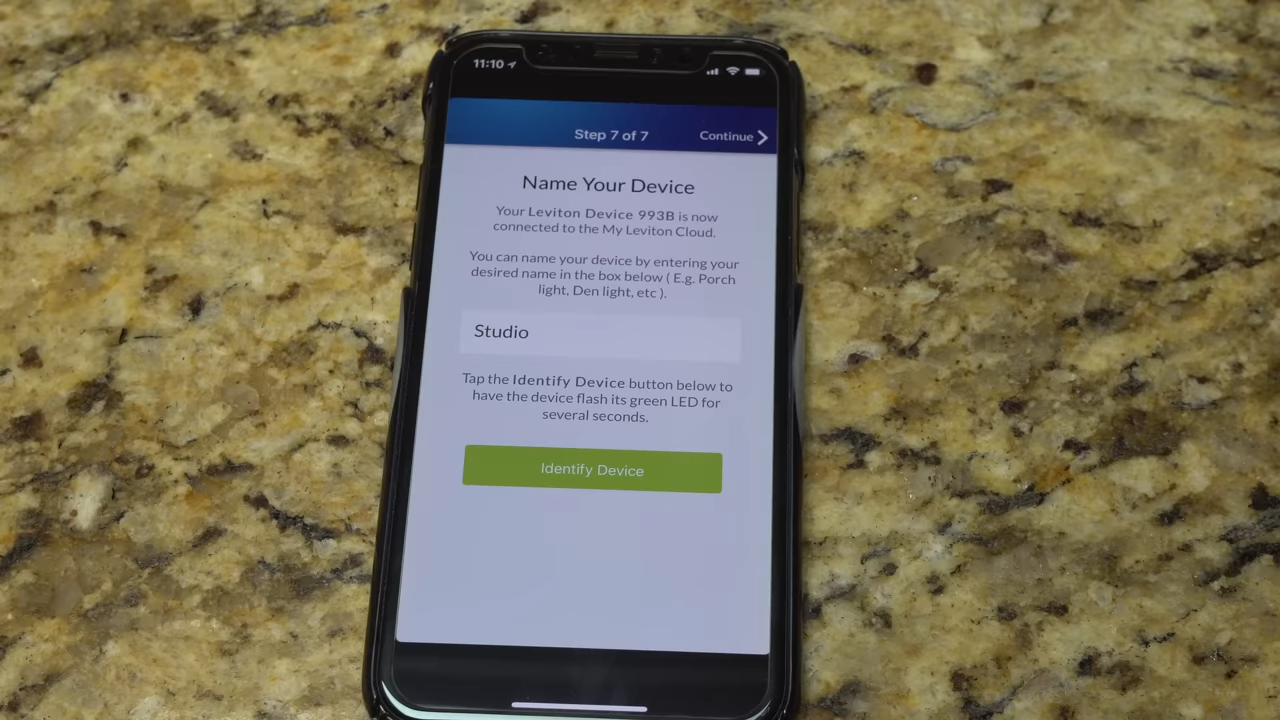 11:10
Step 7 of 7
Continue
Name Your Device
Your Leviton Device 993B is now
connected to the My Leviton Cloud.
You can name your device by entering your
desired name in the box below ( E.g. Porch
light, Den light, etc ).
Studio
Tap the Identify Device button below to
have the device flash its green LED for
several seconds.
Identify Device